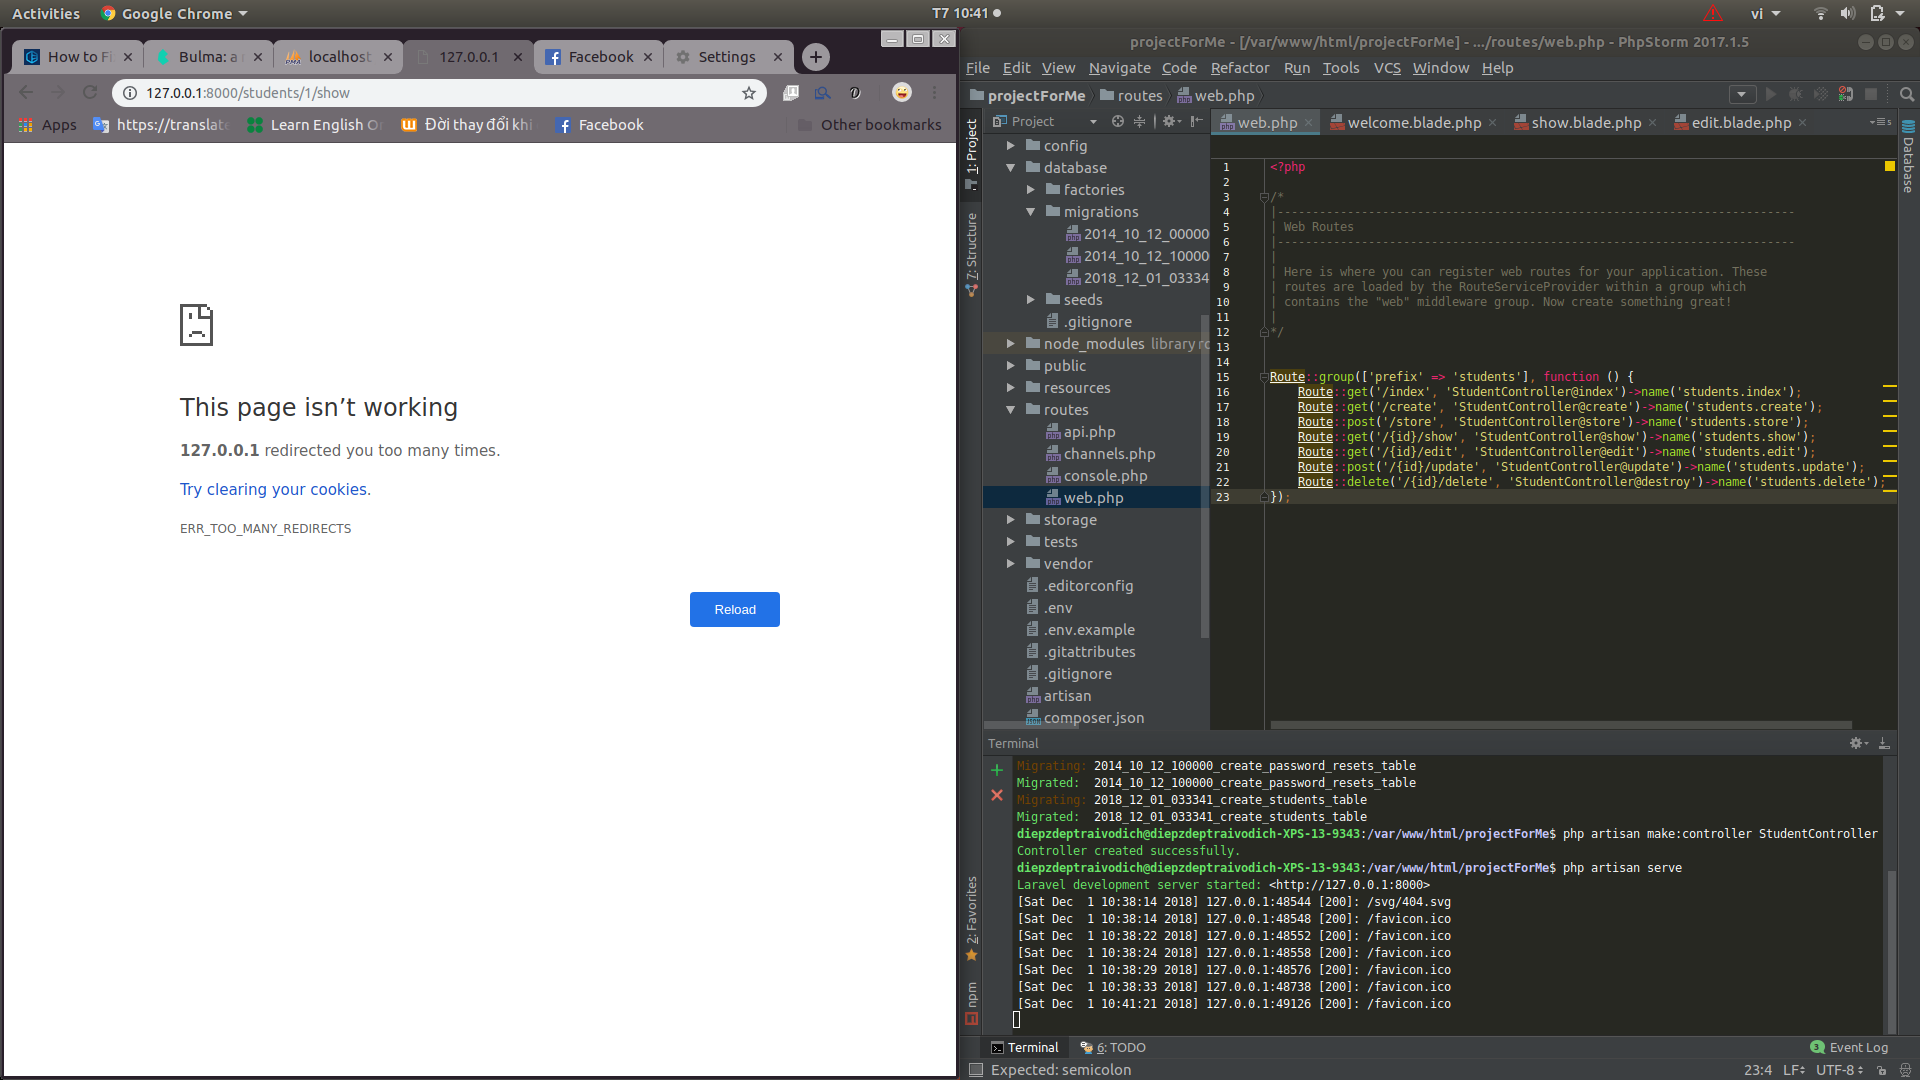 Activities
Google Chrome
T7 10:41
vi
How to Fi
Bulma: a
localhost
127.0.0.1
Facebook
Settings
127.0.0.1:8000/students/1/show
Apps
https://translate
Learn English Or
Đời thay đổi khi
Facebook
Other bookmarks
This page isn’t working
127.0.0.1 redirected you too many times.
Try clearing your cookies.
ERR_TOO_MANY_REDIRECTS
Reload
projectForMe - [/var/www/html/projectForMe] - .../routes/web.php - PhpStorm 2017.1.5
File Edit View Navigate Code Refactor Run Tools VCS Window Help
projectForMe routes web.php
1: Project
7: Structure
2: Favorites
npm
Database
Project
config
database
factories
migrations
2014_10_12_00000
2014_10_12_10000
2018_12_01_03334
seeds
.gitignore
node_modules library ro
public
resources
routes
api.php
channels.php
console.php
web.php
storage
tests
vendor
.editorconfig
.env
.env.example
.gitattributes
.gitignore
artisan
composer.json
web.php
welcome.blade.php
show.blade.php
edit.blade.php
1 <?php
2
3 /*
4 |--------------------------------------------------------------------------
5 | Web Routes
6 |--------------------------------------------------------------------------
7 |
8 | Here is where you can register web routes for your application. These
9 | routes are loaded by the RouteServiceProvider within a group which
10 | contains the "web" middleware group. Now create something great!
11 |
12 */
13
14
15 Route::group(['prefix' => 'students'], function () {
16 Route::get('/index', 'StudentController@index')->name('students.index');
17 Route::get('/create', 'StudentController@create')->name('students.create');
18 Route::post('/store', 'StudentController@store')->name('students.store');
19 Route::get('/{id}/show', 'StudentController@show')->name('students.show');
20 Route::get('/{id}/edit', 'StudentController@edit')->name('students.edit');
21 Route::post('/{id}/update', 'StudentController@update')->name('students.update');
22 Route::delete('/{id}/delete', 'StudentController@destroy')->name('students.delete');
23 });
Terminal
Migrating: 2014_10_12_100000_create_password_resets_table
Migrated: 2014_10_12_100000_create_password_resets_table
Migrating: 2018_12_01_033341_create_students_table
Migrated: 2018_12_01_033341_create_students_table
diepzdeptraivodich@diepzdeptraivodich-XPS-13-9343:/var/www/html/projectForMe$ php artisan make:controller StudentController
Controller created successfully.
diepzdeptraivodich@diepzdeptraivodich-XPS-13-9343:/var/www/html/projectForMe$ php artisan serve
Laravel development server started: <http://127.0.0.1:8000>
[Sat Dec  1 10:38:14 2018] 127.0.0.1:48544 [200]: /svg/404.svg
[Sat Dec  1 10:38:14 2018] 127.0.0.1:48548 [200]: /favicon.ico
[Sat Dec  1 10:38:22 2018] 127.0.0.1:48552 [200]: /favicon.ico
[Sat Dec  1 10:38:24 2018] 127.0.0.1:48558 [200]: /favicon.ico
[Sat Dec  1 10:38:29 2018] 127.0.0.1:48576 [200]: /favicon.ico
[Sat Dec  1 10:38:33 2018] 127.0.0.1:48738 [200]: /favicon.ico
[Sat Dec  1 10:41:21 2018] 127.0.0.1:49126 [200]: /favicon.ico
Terminal
6: TODO
3 Event Log
Expected: semicolon
23:4 LF UTF-8